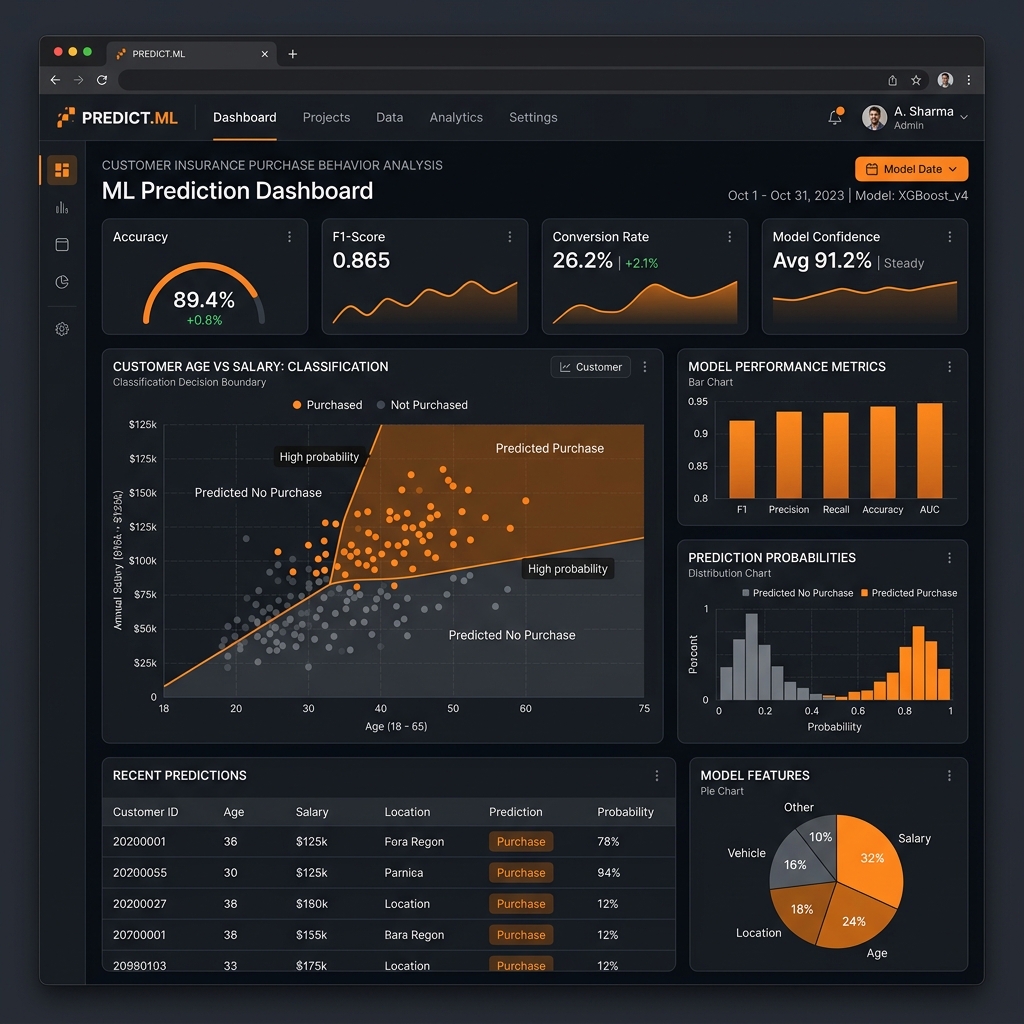 PREDICT.ML
PREDICT.ML
Dashboard
Projects
Data
Analytics
Settings
A. Sharma
Admin
CUSTOMER INSURANCE PURCHASE BEHAVIOR ANALYSIS
ML Prediction Dashboard
Model Date
Oct 1 - Oct 31, 2023 | Model: XGBoost_v4
Accuracy
89.4%
+0.8%
F1-Score
0.865
Conversion Rate
26.2% | +2.1%
Model Confidence
Avg 91.2% | Steady
CUSTOMER AGE VS SALARY: CLASSIFICATION
Classification Decision Boundary
Customer
Purchased
Not Purchased
$125k
$175k
$150k
$125k
$100k
$75k
$50k
$25k
0
Annual
High probability
Predicted Purchase
Predicted No Purchase
High probability
Predicted No Purchase
18
20
30
40
50
60
75
Age (18 - 65)
MODEL PERFORMANCE METRICS
Bar Chart
0.95
0.9
0.85
0.8
F1
Precision
Recall
Accuracy
AUC
PREDICTION PROBABILITIES
Distribution Chart
Predicted No Purchase
Predicted Purchase
Porcont
1
0
0
0.2
0.4
0.6
0.8
1
Probabiliity
RECENT PREDICTIONS
Customer ID Age Salary Location Prediction Probability
20200001 36 $125k Fora Regon Purchase 78%
20200055 30 $125k Parnica Purchase 94%
20200027 38 $180k Location Purchase 12%
20700001 38 $155k Bara Regon Purchase 12%
20980103 33 $175k Location Purchase 12%
MODEL FEATURES
Ple Chart
Other
10%
Salary
32%
Vehicle
16%
18%
24%
Location
Age